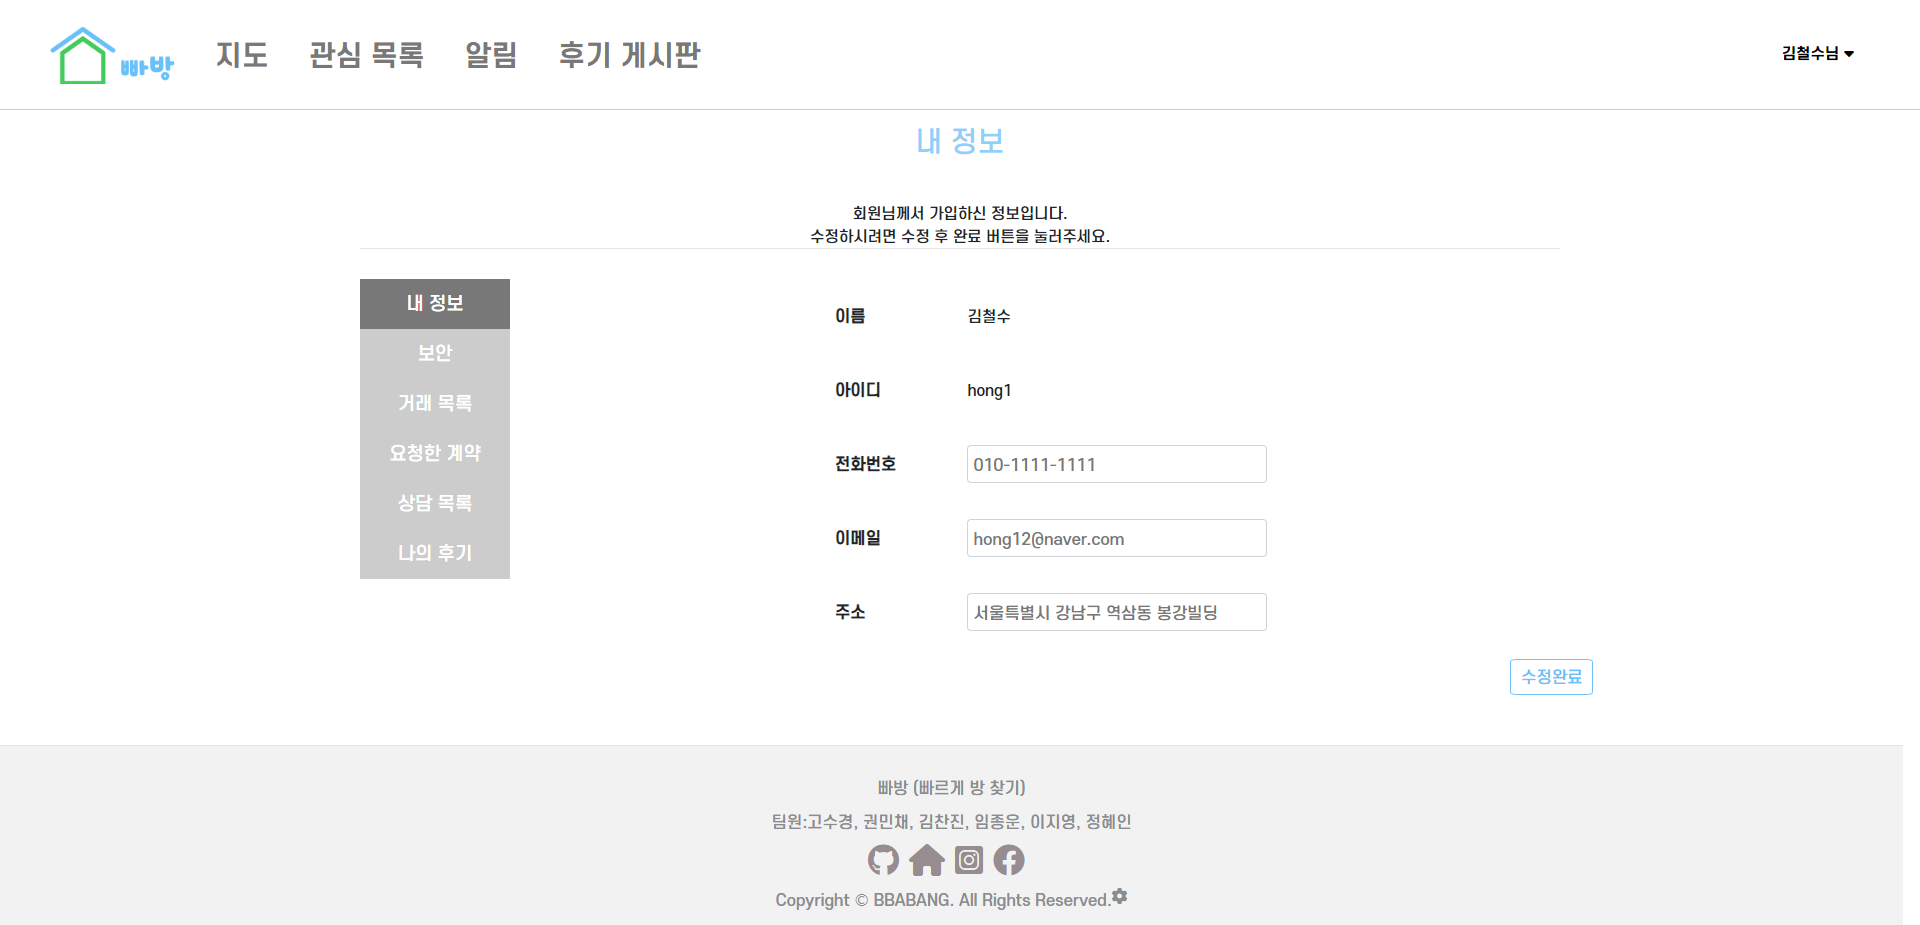 빠방
지도 관심 목록 알림 후기 게시판
김철수님
내 정보
회원님께서 가입하신 정보입니다.
수정하시려면 수정 후 완료 버튼을 눌러주세요.
내 정보
보안
거래 목록
요청한 계약
상담 목록
나의 후기
이름 김철수
아이디 hong1
전화번호 010-1111-1111
이메일 hong12@naver.com
주소 서울특별시 강남구 역삼동 봉강빌딩
수정완료
빠방 (빠르게 방 찾기)
팀원:고수경, 권민채, 김찬진, 임종운, 이지영, 정혜인
Copyright © BBABANG. All Rights Reserved.